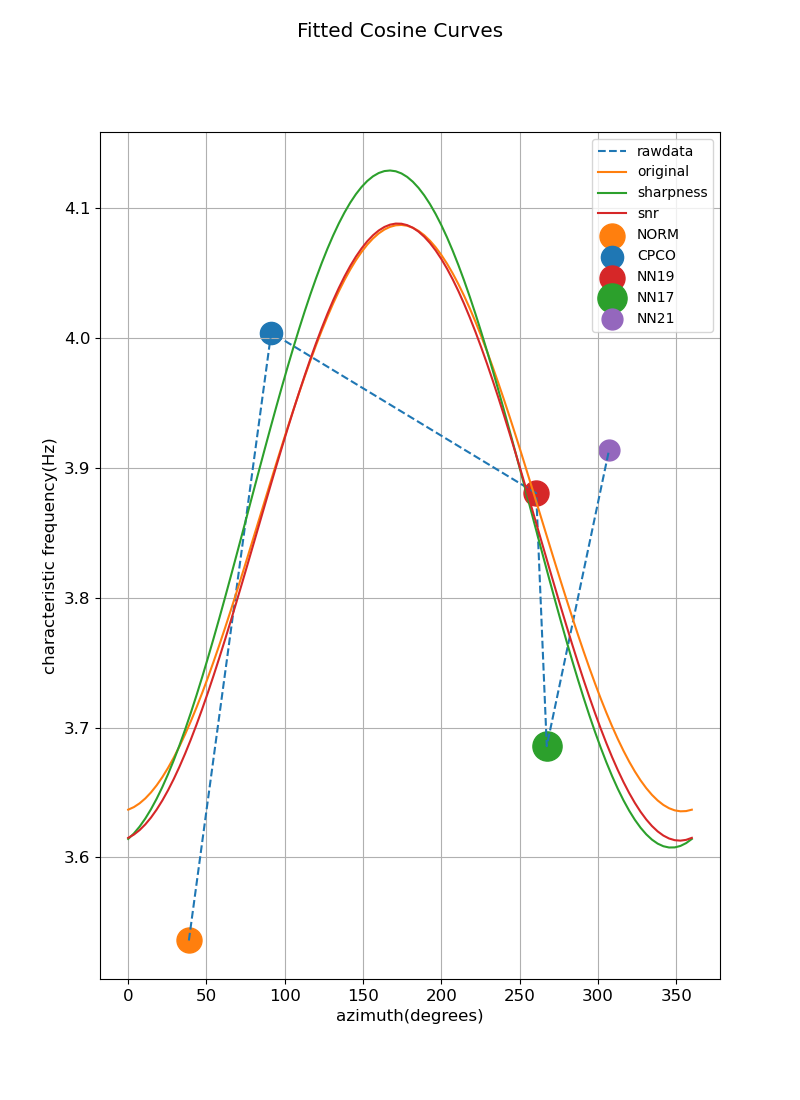 Fitted Cosine Curves
rawdata
original
sharpness
snr
NORM
CPCO
NN19
NN17
NN21
characteristic frequency(Hz)
4.1
4.0
3.9
3.8
3.7
3.6
0 50 100 150 200 250 300 350
azimuth(degrees)